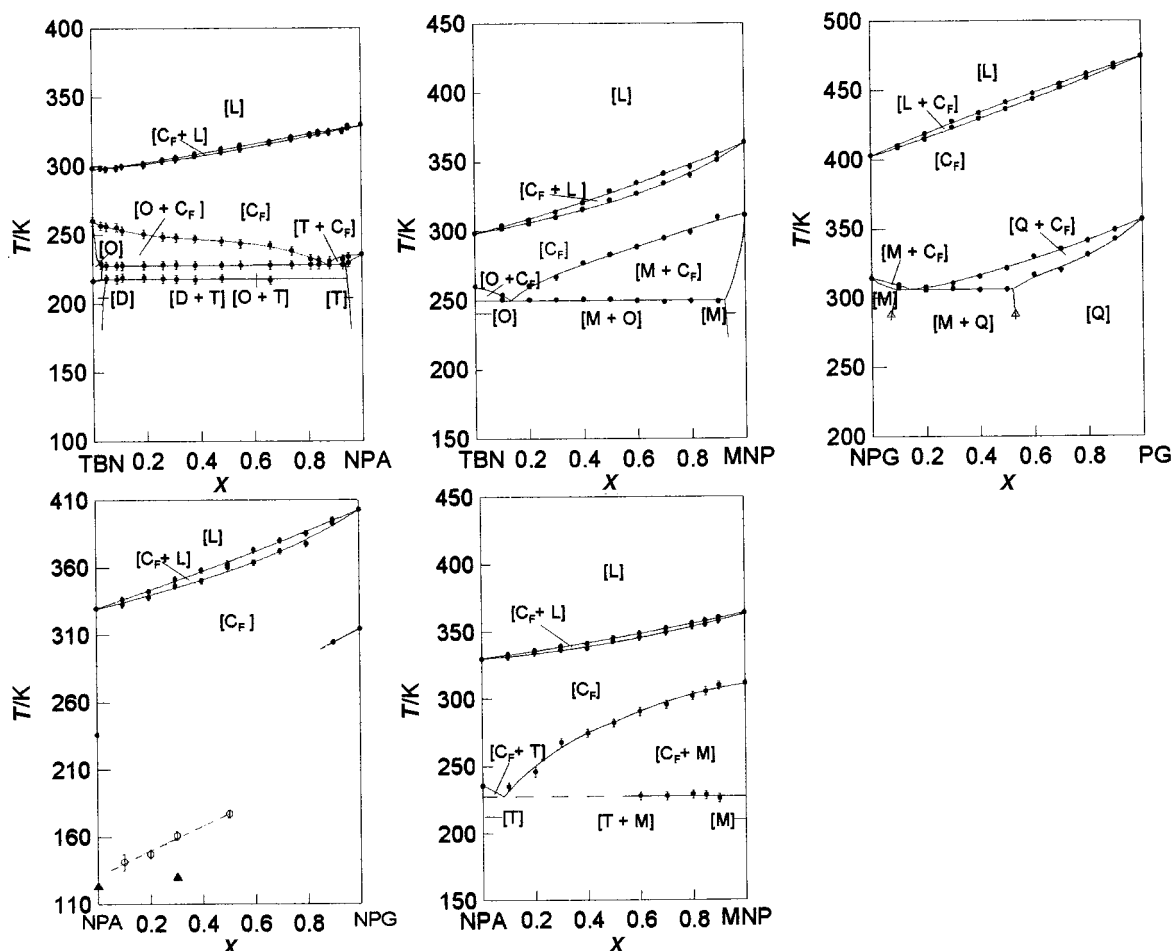 400
350
300
250
200
150
100
T/K
[L]
[C_F+ L]
[O + C_F]
[C_F]
[T + C_F]
[O]
[D]
[D + T]
[O + T]
[T]
TBN 0.2 0.4 0.6 0.8 NPA
X
450
400
350
300
250
200
150
T/K
[L]
[C_F + L]
[C_F]
[O + C_F]
[M + C_F]
[O]
[M + O]
[M]
TBN 0.2 0.4 0.6 0.8 MNP
X
500
450
400
350
300
250
200
T/K
[L]
[L + C_F]
[C_F]
[Q + C_F]
[M + C_F]
[M]
[M + Q]
[Q]
NPG 0.2 0.4 0.6 0.8 PG
X
410
360
310
260
210
160
110
T/K
[L]
[C_F+ L]
[C_F]
NPA 0.2 0.4 0.6 0.8 NPG
X
450
400
350
300
250
200
150
T/K
[L]
[C_F+ L]
[C_F]
[C_F+ T]
[C_F+ M]
[T]
[T + M]
[M]
NPA 0.2 0.4 0.6 0.8 MNP
X